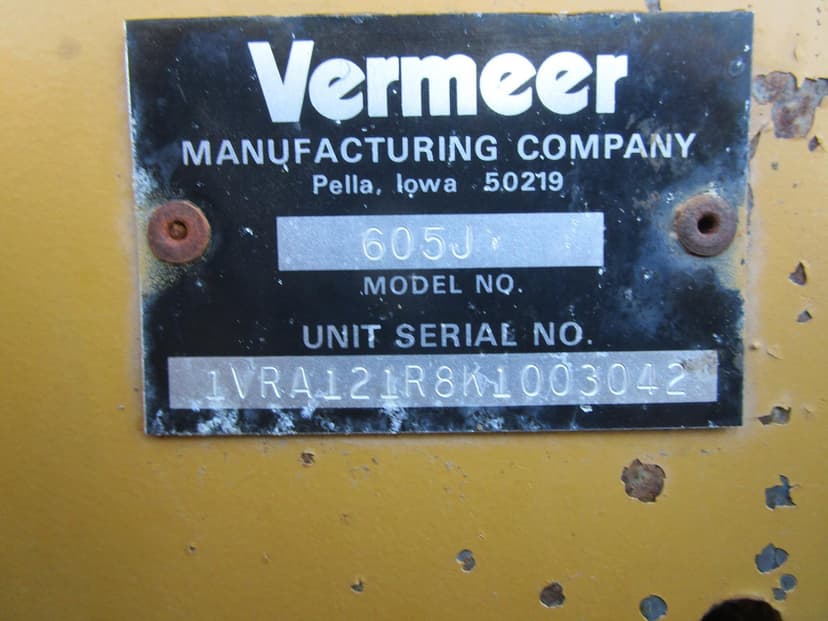 Vermeer
MANUFACTURING COMPANY
Pella, Iowa 50219
605J
MODEL NO.
UNIT SERIAL NO.
1VRA121R8K1003042